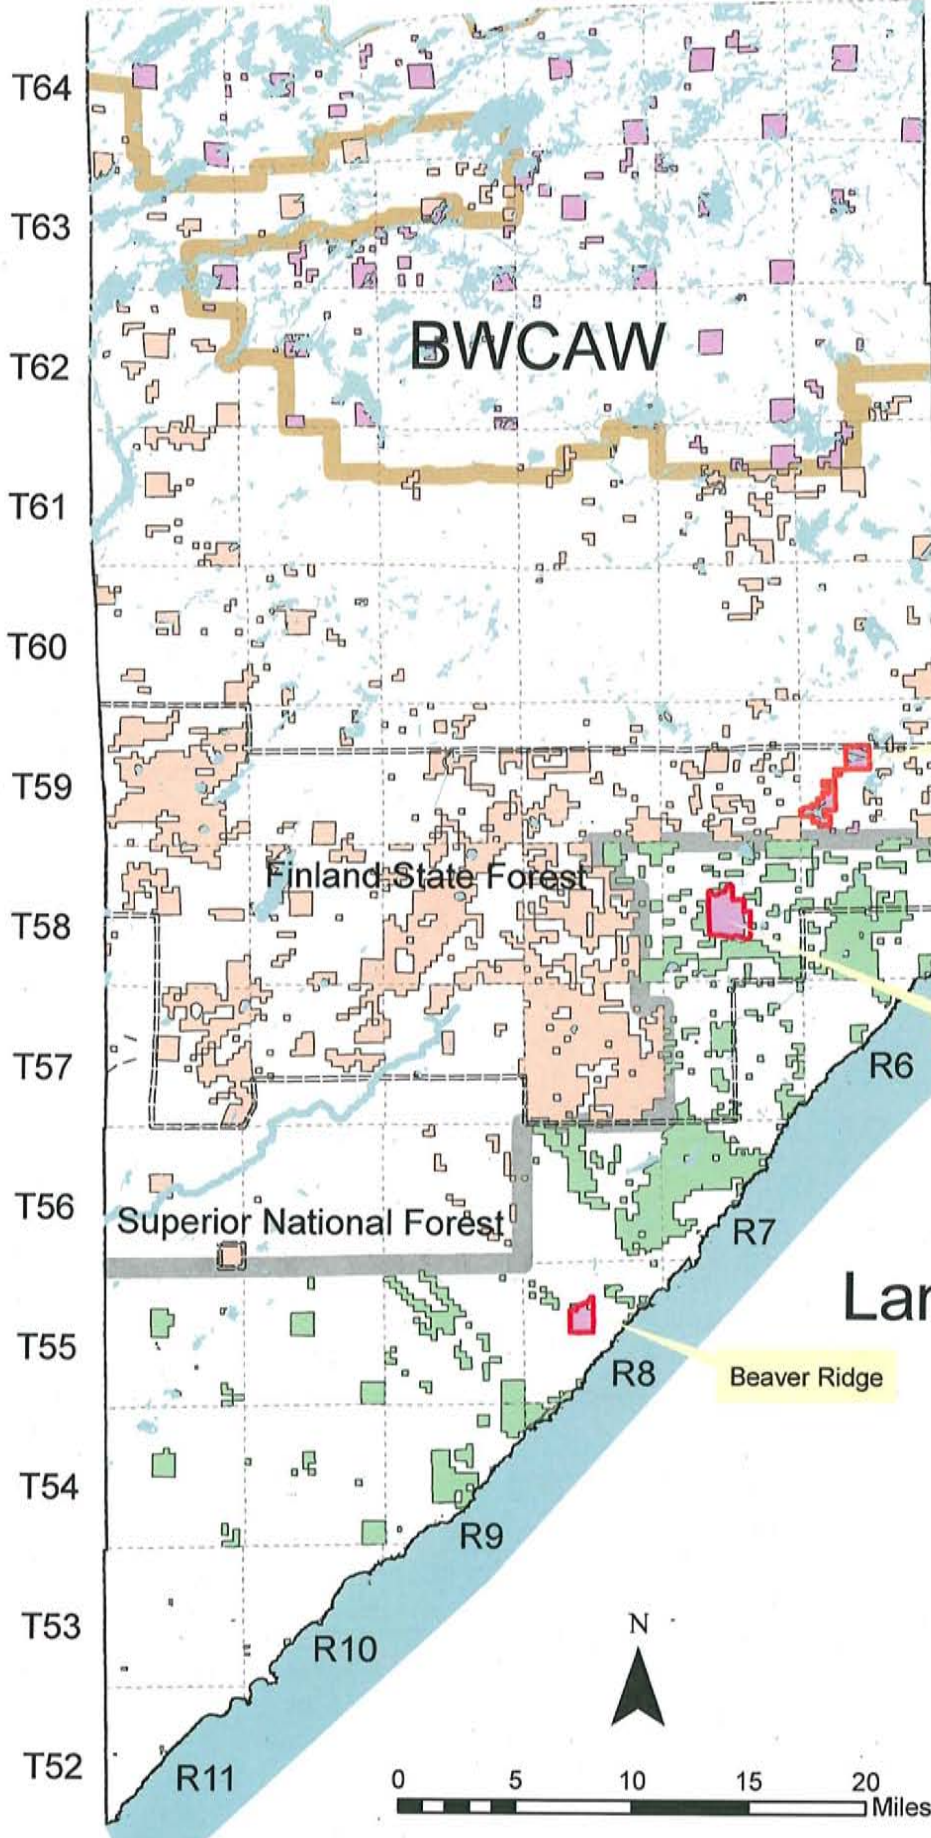 T64
T63
BWCAW
T62
T61
T60
T59
Finland State Forest
T58
T57
R6
T56
Superior National Forest
R7
Lar
T55
R8
Beaver Ridge
T54
R9
T53
N
R10
T52
R11
0 5 10 15 20
Miles